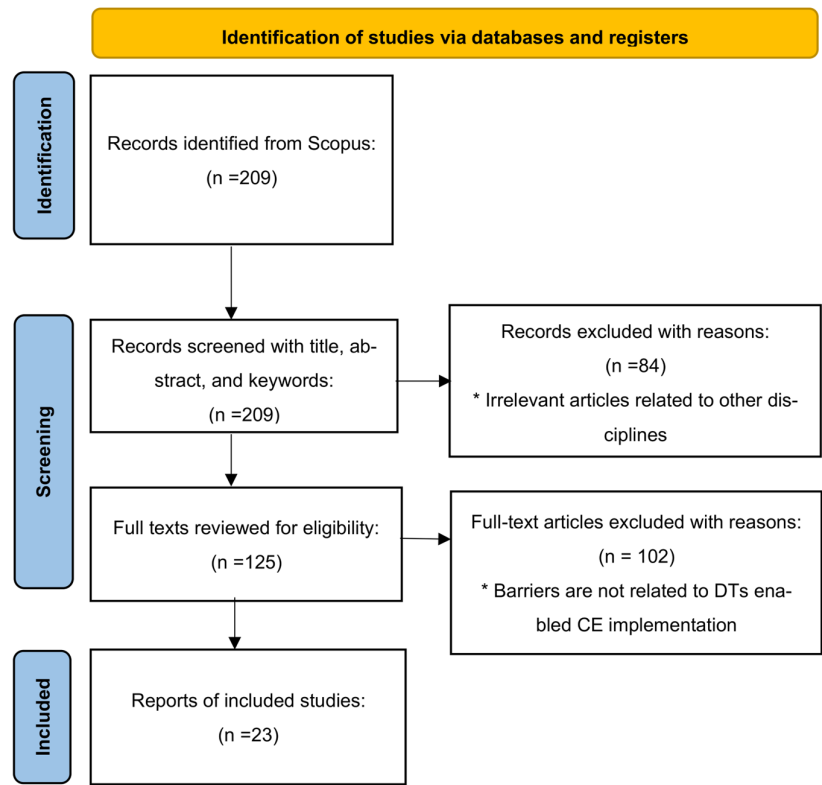 Identification of studies via databases and registers
Identification
Records identified from Scopus:
(n =209)
Screening
Records screened with title, ab-
stract, and keywords:
(n =209)
Records excluded with reasons:
(n =84)
* Irrelevant articles related to other dis-
ciplines
Full texts reviewed for eligibility:
(n =125)
Full-text articles excluded with reasons:
(n = 102)
* Barriers are not related to DTs ena-
bled CE implementation
Included
Reports of included studies:
(n =23)